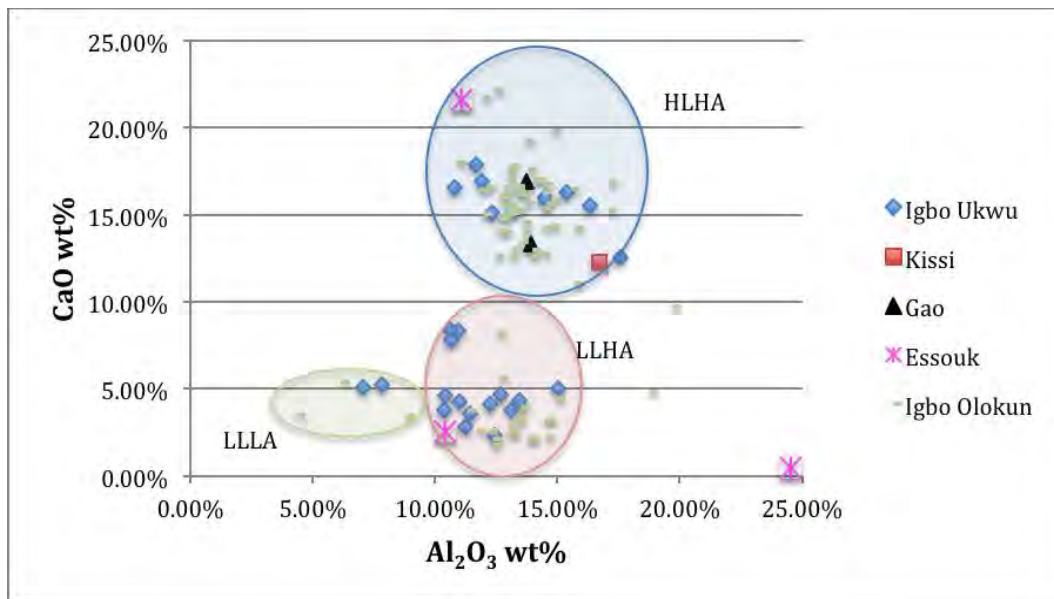 25.00%
20.00%
15.00%
10.00%
5.00%
0.00%
CaO wt%
HLHA
LLHA
LLLA
0.00% 5.00% 10.00% 15.00% 20.00% 25.00%
Al₂O₃ wt%
Igbo Ukwu
Kissi
Gao
Essouk
Igbo Olokun